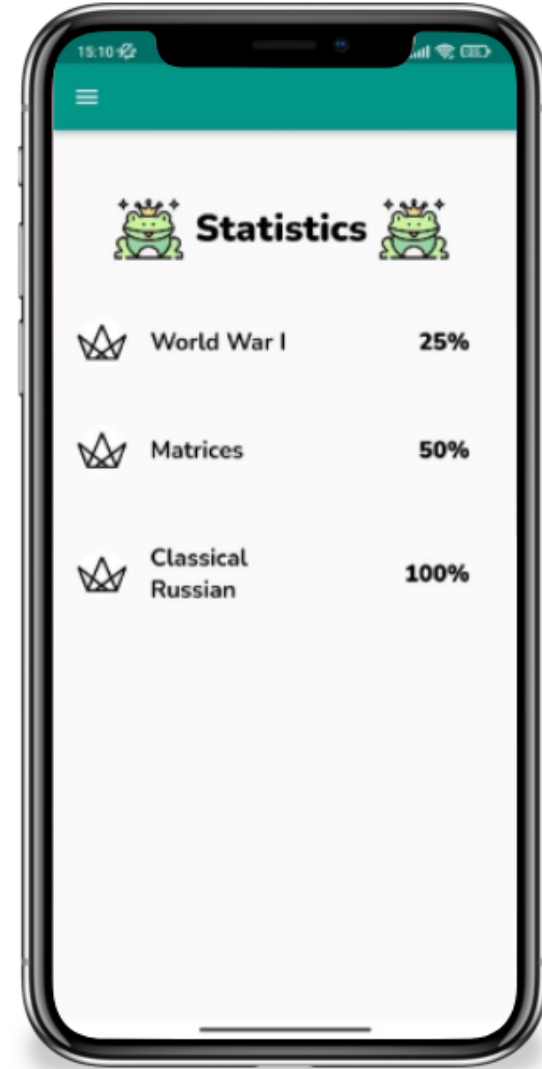 15:10
Statistics
World War I 25%
Matrices 50%
Classical
Russian 100%